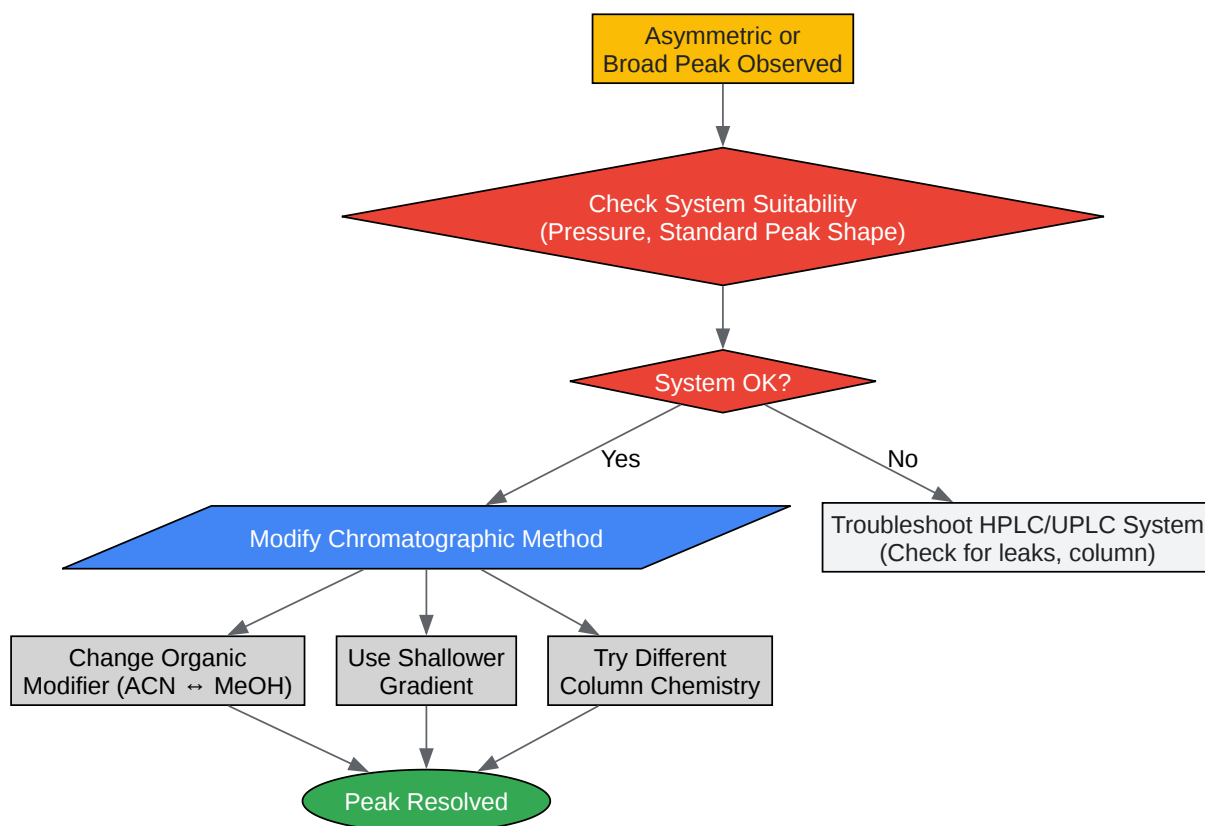 Asymmetric or
Broad Peak Observed
Check System Suitability
(Pressure, Standard Peak Shape)
System OK?
Yes
No
Modify Chromatographic Method
Troubleshoot HPLC/UPLC System
(Check for leaks, column)
Change Organic
Modifier (ACN ↔ MeOH)
Use Shallower
Gradient
Try Different
Column Chemistry
Peak Resolved